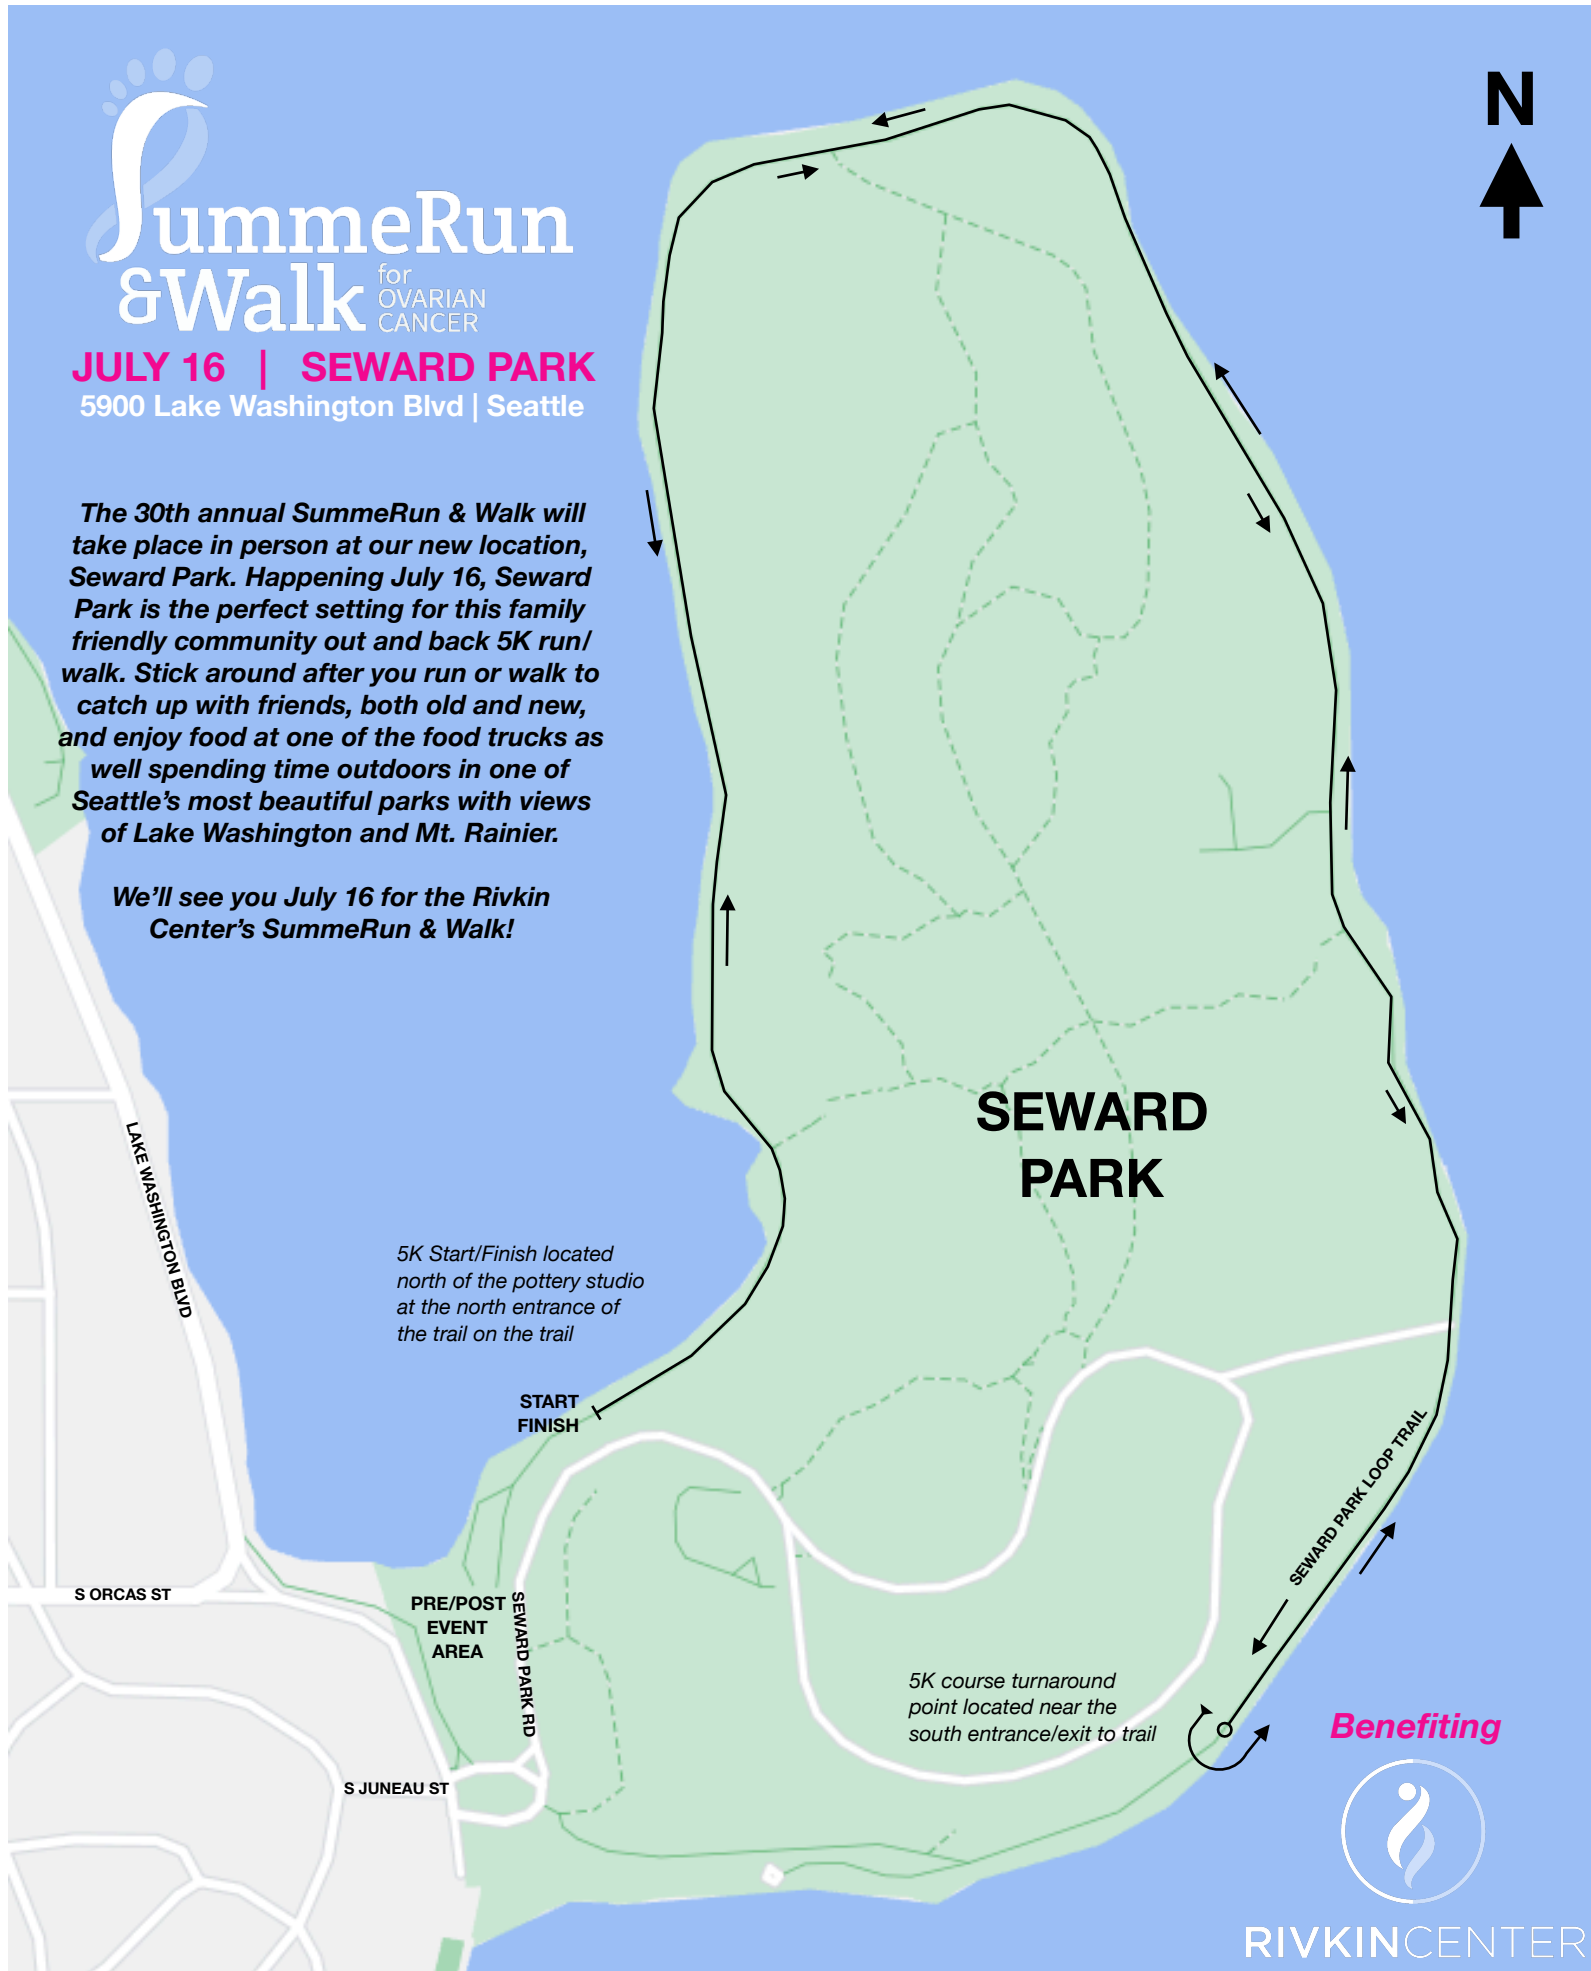 SummeRun
&Walk
for
OVARIAN
CANCER
JULY 16 | SEWARD PARK
5900 Lake Washington Blvd | Seattle
N
The 30th annual SummeRun & Walk will
take place in person at our new location,
Seward Park. Happening July 16, Seward
Park is the perfect setting for this family
friendly community out and back 5K run/
walk. Stick around after you run or walk to
catch up with friends, both old and new,
and enjoy food at one of the food trucks as
well spending time outdoors in one of
Seattle's most beautiful parks with views
of Lake Washington and Mt. Rainier.
We'll see you July 16 for the Rivkin
Center's SummeRun & Walk!
SEWARD
PARK
LAKE WASHINGTON BLVD
5K Start/Finish located
north of the pottery studio
at the north entrance of
the trail on the trail
START
FINISH
SEWARD PARK LOOP TRAIL
S ORCAS ST
PRE/POST
EVENT
AREA
SEWARD PARK RD
5K course turnaround
point located near the
south entrance/exit to trail
S JUNEAU ST
Benefiting
RIVKINCENTER